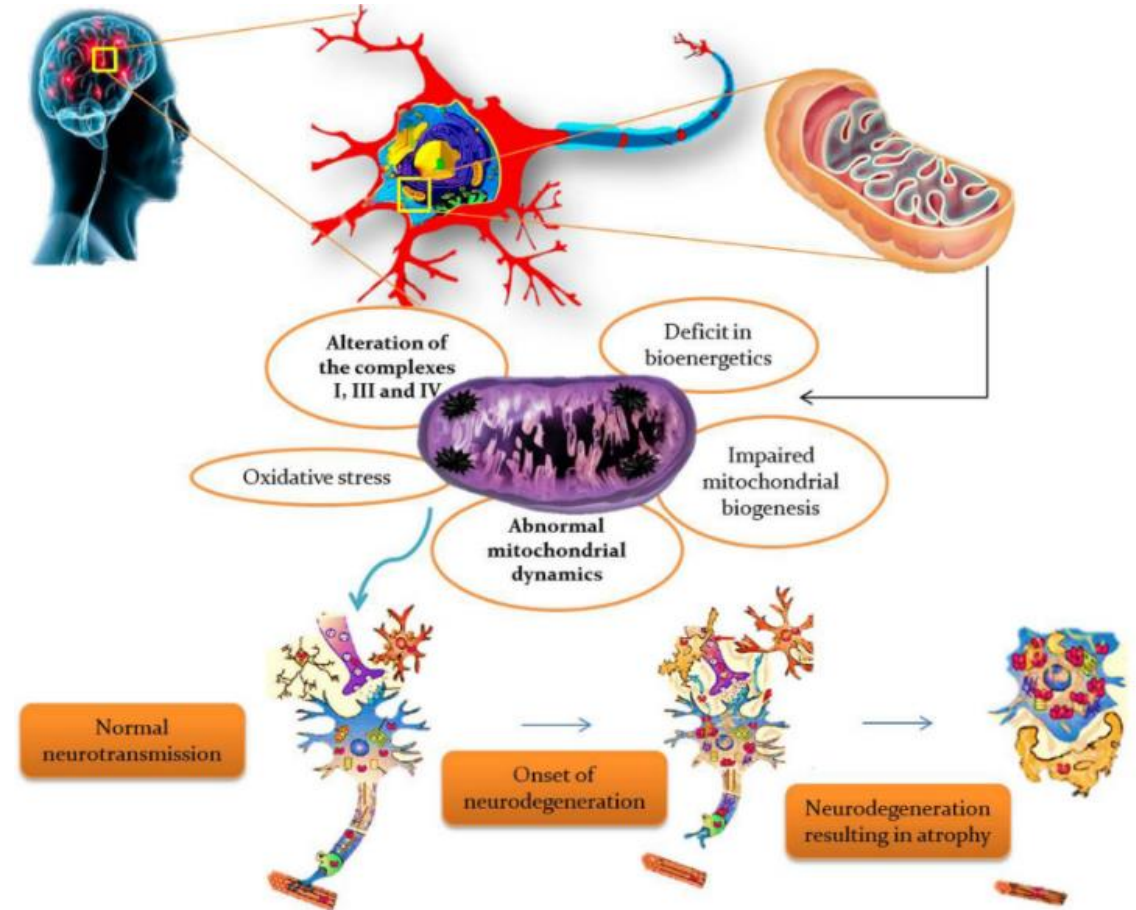 Alteration of
the complexes
I, III and IV
Deficit in
bioenergetics
Oxidative stress
Impaired
mitochondrial
biogenesis
Abnormal
mitochondrial
dynamics
Normal
neurotransmission
Onset of
neurodegeneration
Neurodegeneration
resulting in atrophy